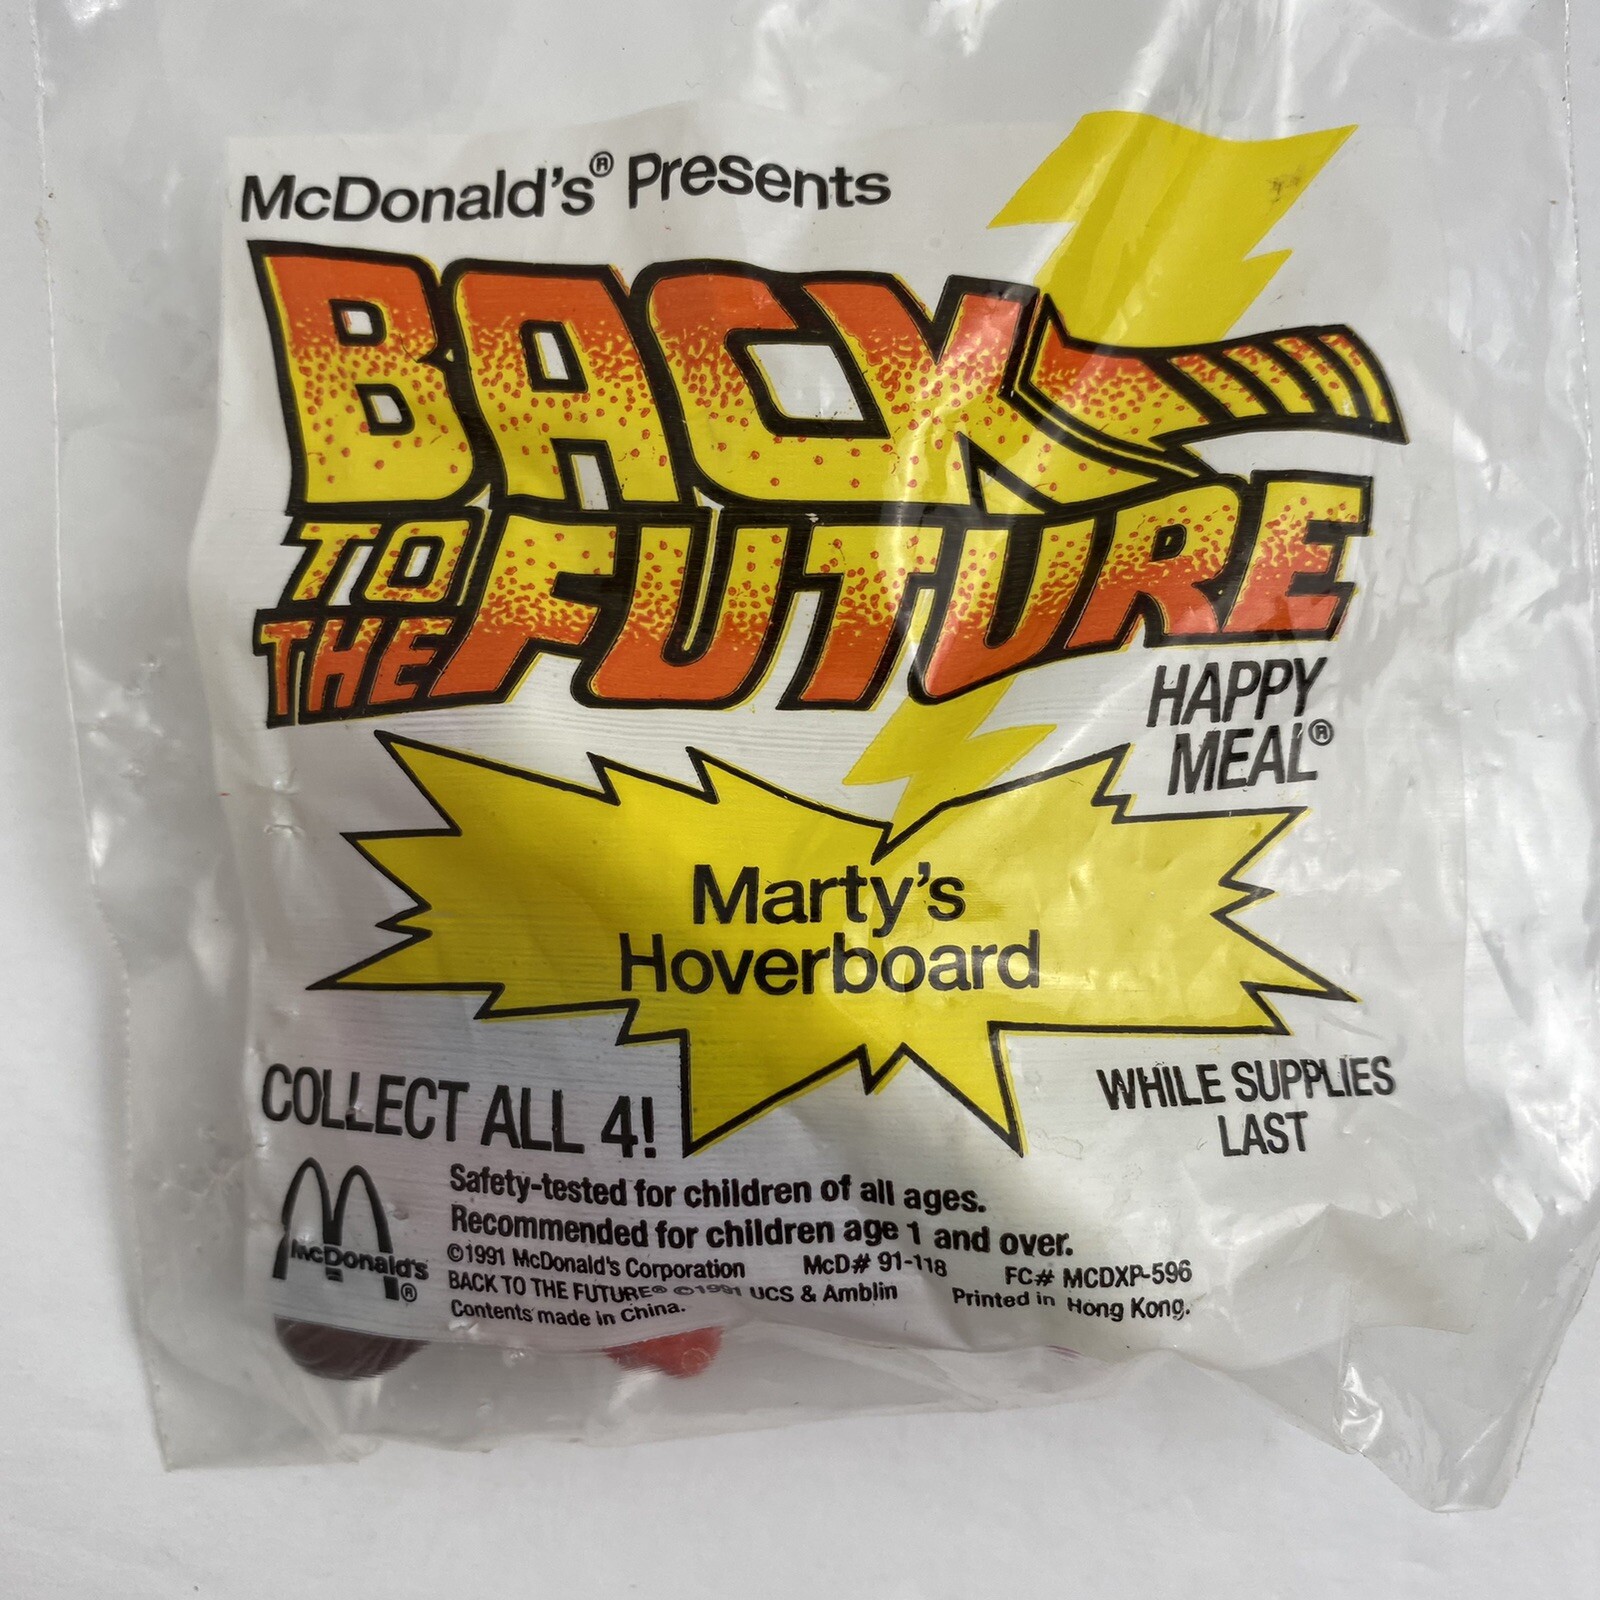 McDonald's® Presents
BACK
TO
THE FUTURE
HAPPY
MEAL®
Marty's
Hoverboard
COLLECT ALL 4!
WHILE SUPPLIES
LAST
McDonald's®
Safety-tested for children of all ages.
Recommended for children age 1 and over.
©1991 McDonald's Corporation McD# 91-118 FC# MCDXP-596
BACK TO THE FUTURE® ©1991 UCS & Amblin Printed in Hong Kong.
Contents made in China.